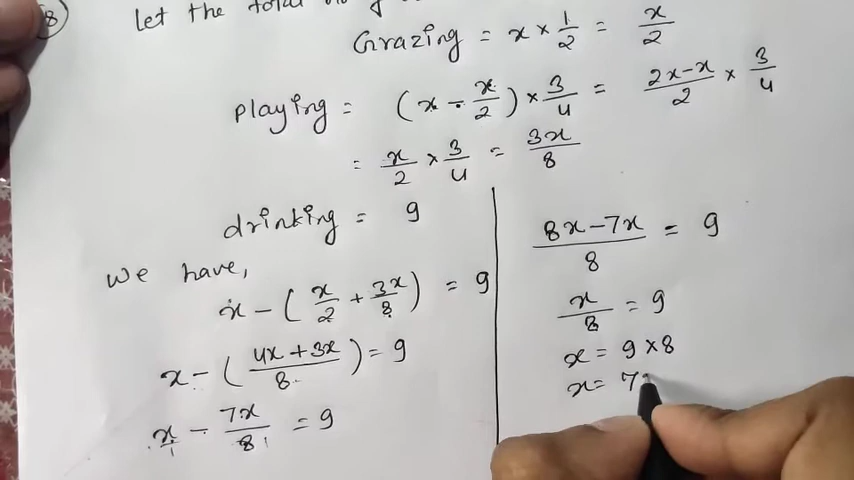 8
Let the total no
Grazing = x × 1/2 = x/2
playing = (x - x/2) × 3/4 = 2x-x/2 × 3/4
= x/2 × 3/4 = 3x/8
drinking = 9
We have,
x - (x/2 + 3x/8) = 9
x - (4x+3x/8) = 9
x/1 - 7x/8 = 9
8x-7x/8 = 9
x/8 = 9
x = 9×8
x = 7